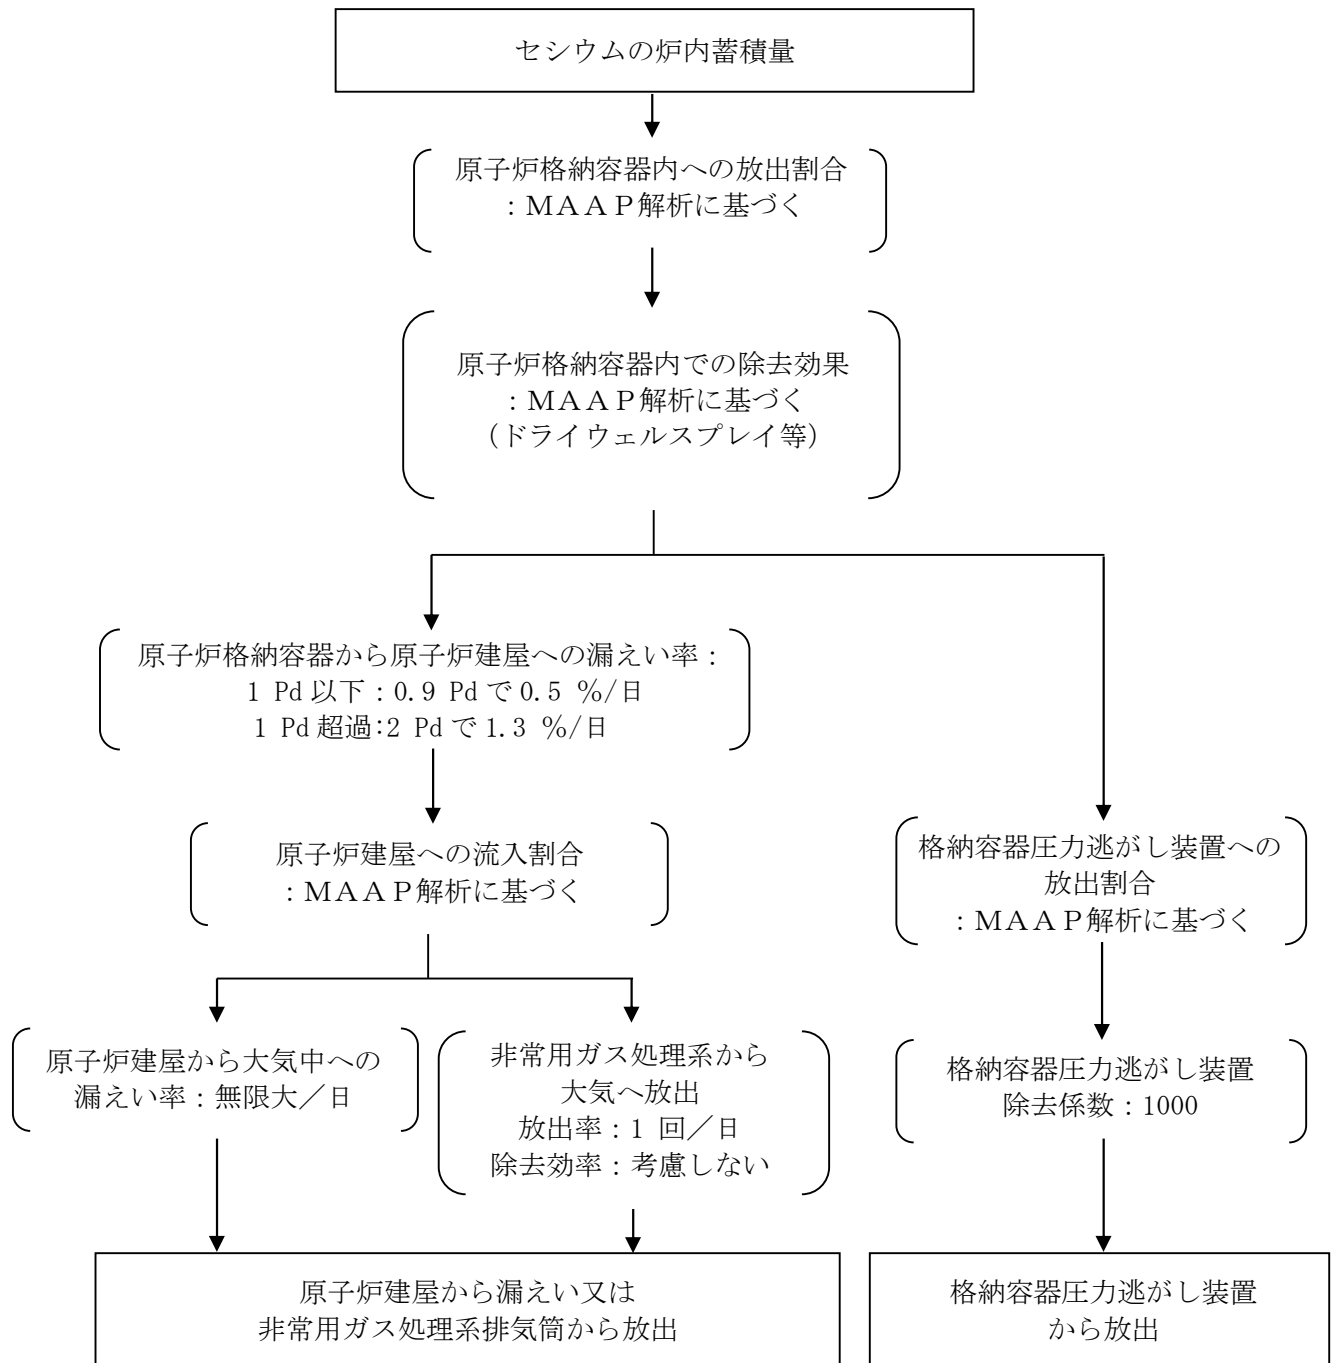 セシウムの炉内蓄積量
原子炉格納容器内への放出割合
：ＭＡＡＰ解析に基づく
原子炉格納容器内での除去効果
：ＭＡＡＰ解析に基づく
（ドライウェルスプレイ等）
原子炉格納容器から原子炉建屋への漏えい率：
1 Pd 以下：0.9 Pd で 0.5 ％/日
1 Pd 超過：2 Pd で 1.3 ％/日
原子炉建屋への流入割合
：ＭＡＡＰ解析に基づく
格納容器圧力逃がし装置への
放出割合
：ＭＡＡＰ解析に基づく
原子炉建屋から大気中への
漏えい率：無限大／日
非常用ガス処理系から
大気へ放出
放出率：1 回／日
除去効率：考慮しない
格納容器圧力逃がし装置
除去係数：1000
原子炉建屋から漏えい又は
非常用ガス処理系排気筒から放出
格納容器圧力逃がし装置
から放出